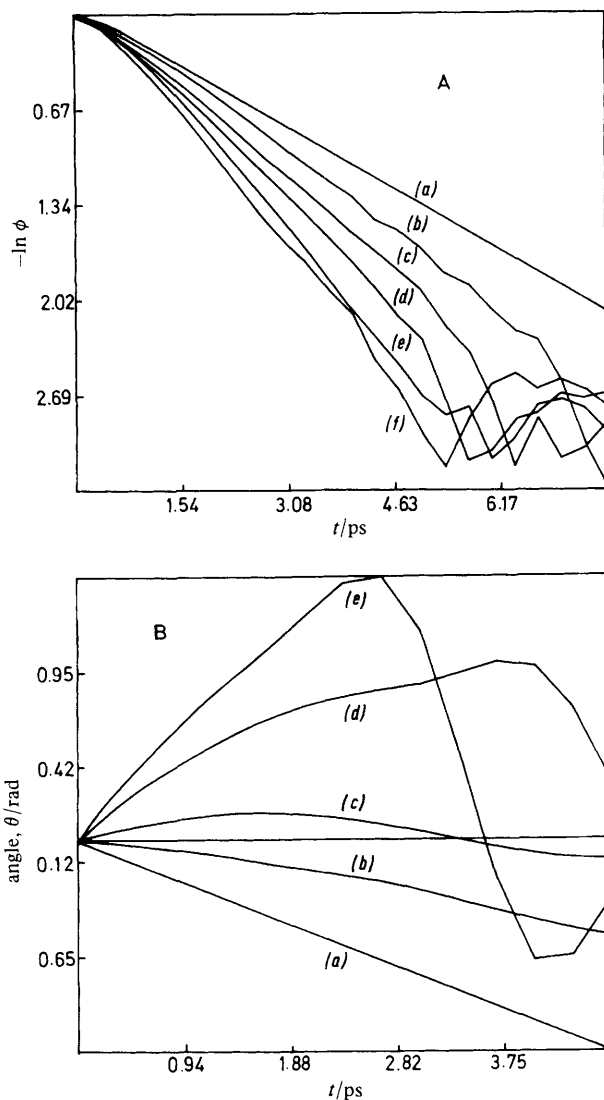 A
0.67
1.34
2.02
2.69
−ln ϕ
(a)
(b)
(c)
(d)
(e)
(f)
1.54
3.08
4.63
6.17
t/ps
B
0.95
0.42
0.12
0.65
angle, θ/rad
(e)
(d)
(c)
(b)
(a)
0.94
1.88
2.82
3.75
t/ps